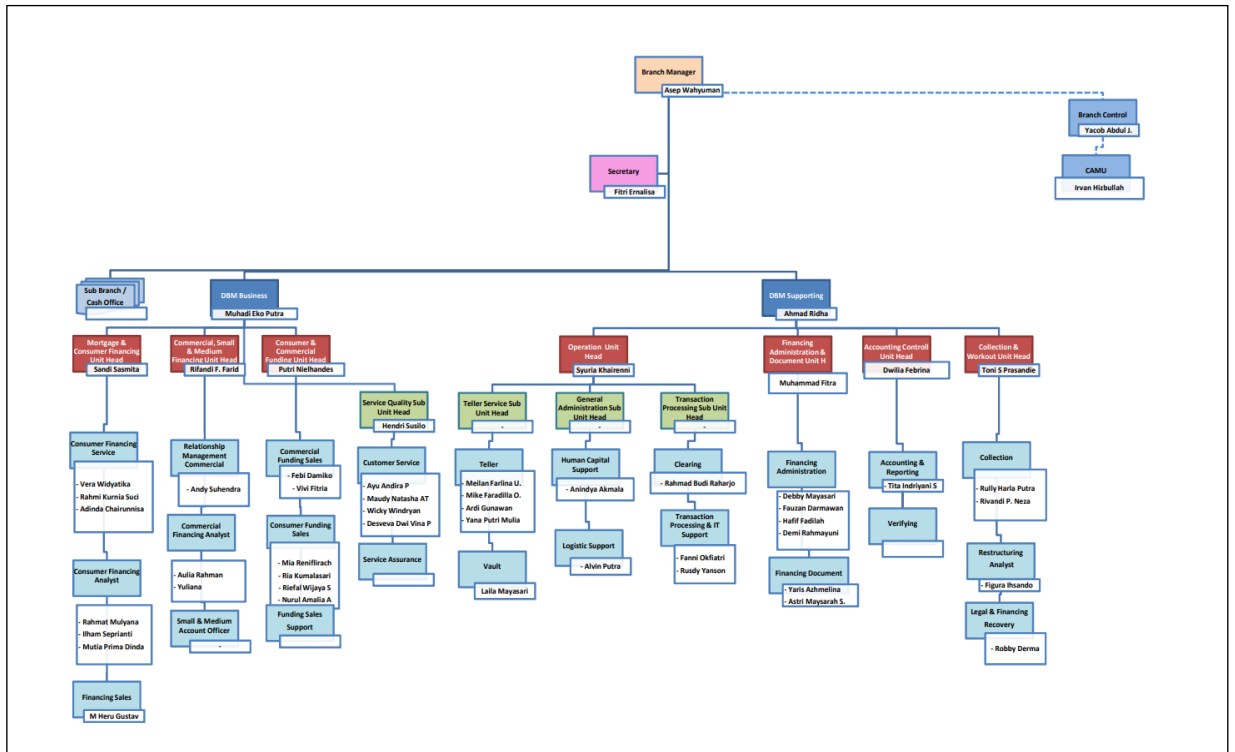 Branch Manager
Asep Wahyuman
Branch Control
Yacob Abdul J.
CAMU
Irvan Hizbullah
Secretary
Fitri Ernalisa
Sub Branch /
Cash Office
DBM Business
Muhadi Eko Putra
DBM Supporting
Ahmad Ridha
Mortgage &
Consumer Financing
Unit Head
Sandi Sasmita
Commercial, Small
& Medium
Financing Unit Head
Rifandi F. Farid
Consumer &
Commercial
Funding Unit Head
Putri Nielhandes
Operation Unit
Head
Syuria Khairenni
Financing
Administration &
Document Unit H
Muhammad Fitra
Accounting Controll
Unit Head
Dwilia Febrina
Collection &
Workout Unit Head
Toni S Prasandie
Service Quality Sub
Unit Head
Hendri Susilo
Teller Service Sub
Unit Head
-
General
Administration Sub
Unit Head
-
Transaction
Processing Sub Unit
Head
-
Consumer Financing
Service
- Vera Widyatika
- Rahmi Kurnia Suci
- Adinda Chairunnisa
Consumer Financing
Analyst
- Rahmat Mulyana
- Ilham Seprianti
- Mutia Prima Dinda
Financing Sales
M Heru Gustav
Relationship
Management
Commercial
- Andy Suhendra
Commercial
Financing Analyst
- Aulia Rahman
- Yuliana
Small & Medium
Account Officer
-
Commercial
Funding Sales
- Febi Damiko
- Vivi Fitria
Consumer Funding
Sales
- Mia Reniflirach
- Ria Kumalasari
- Riefal Wijaya S
- Nurul Amalia A
Funding Sales
Support
Customer Service
- Ayu Andira P
- Maudy Natasha AT
- Wicky Windryan
- Desveva Dwi Vina P
Service Assurance
Teller
- Meilan Farlina U.
- Mike Faradilla O.
- Ardi Gunawan
- Yana Putri Mulia
Vault
Laila Mayasari
Human Capital
Support
- Anindya Akmala
Logistic Support
- Alvin Putra
Clearing
- Rahmad Budi Raharjo
Transaction
Processing & IT
Support
- Fanni Okfiatri
- Rusdy Yanson
Financing
Administration
- Debby Mayasari
- Fauzan Darmawan
- Hafif Fadilah
- Demi Rahmayuni
Financing Document
- Yaris Azhmelina
- Astri Maysarah S.
Accounting &
Reporting
- Tita Indriyani S
Verifying
Collection
- Rully Harla Putra
- Rivandi P. Neza
Restructuring
Analyst
- Figura Ihsando
Legal & Financing
Recovery
- Robby Derma